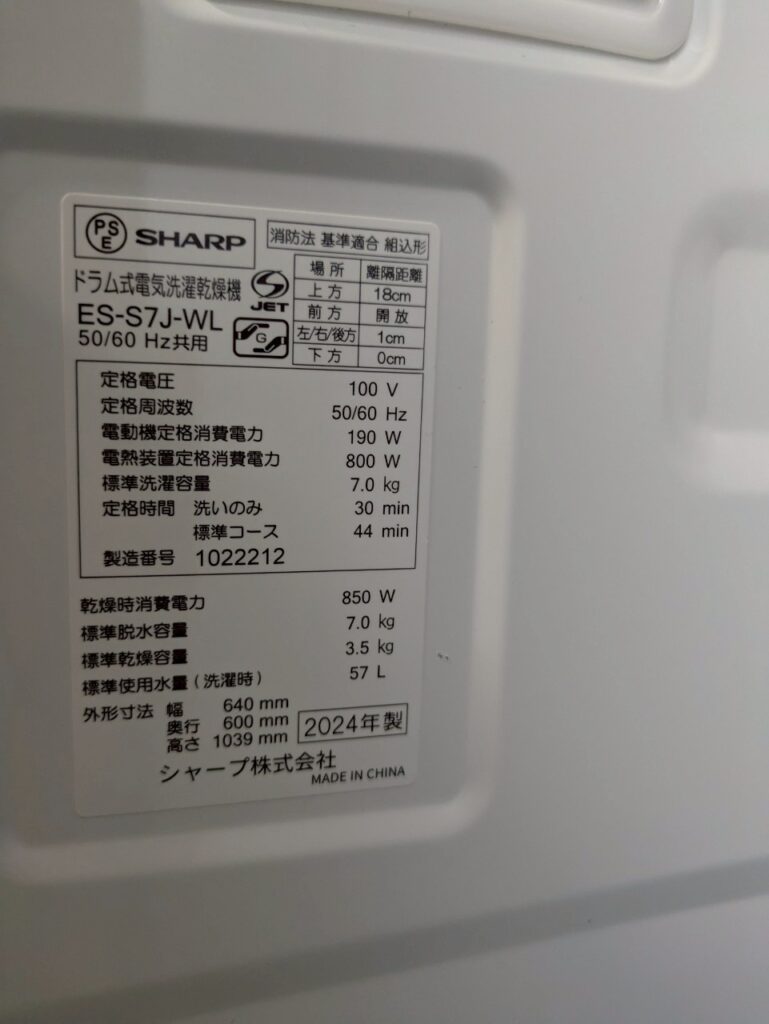 PSE SHARP
消防法 基準適合 組込形
ドラム式電気洗濯乾燥機
JET
ES-S7J-WL
50/60 Hz共用
G
場所 離隔距離
上方 18cm
前方 開放
左/右/後方 1cm
下方 0cm
定格電圧 100 V
定格周波数 50/60 Hz
電動機定格消費電力 190 W
電熱装置定格消費電力 800 W
標準洗濯容量 7.0 kg
定格時間 洗いのみ 30 min
標準コース 44 min
製造番号 1022212
乾燥時消費電力 850 W
標準脱水容量 7.0 kg
標準乾燥容量 3.5 kg
標準使用水量(洗濯時) 57 L
外形寸法 幅 640 mm
奥行 600 mm
高さ 1039 mm
2024年製
シャープ株式会社
MADE IN CHINA